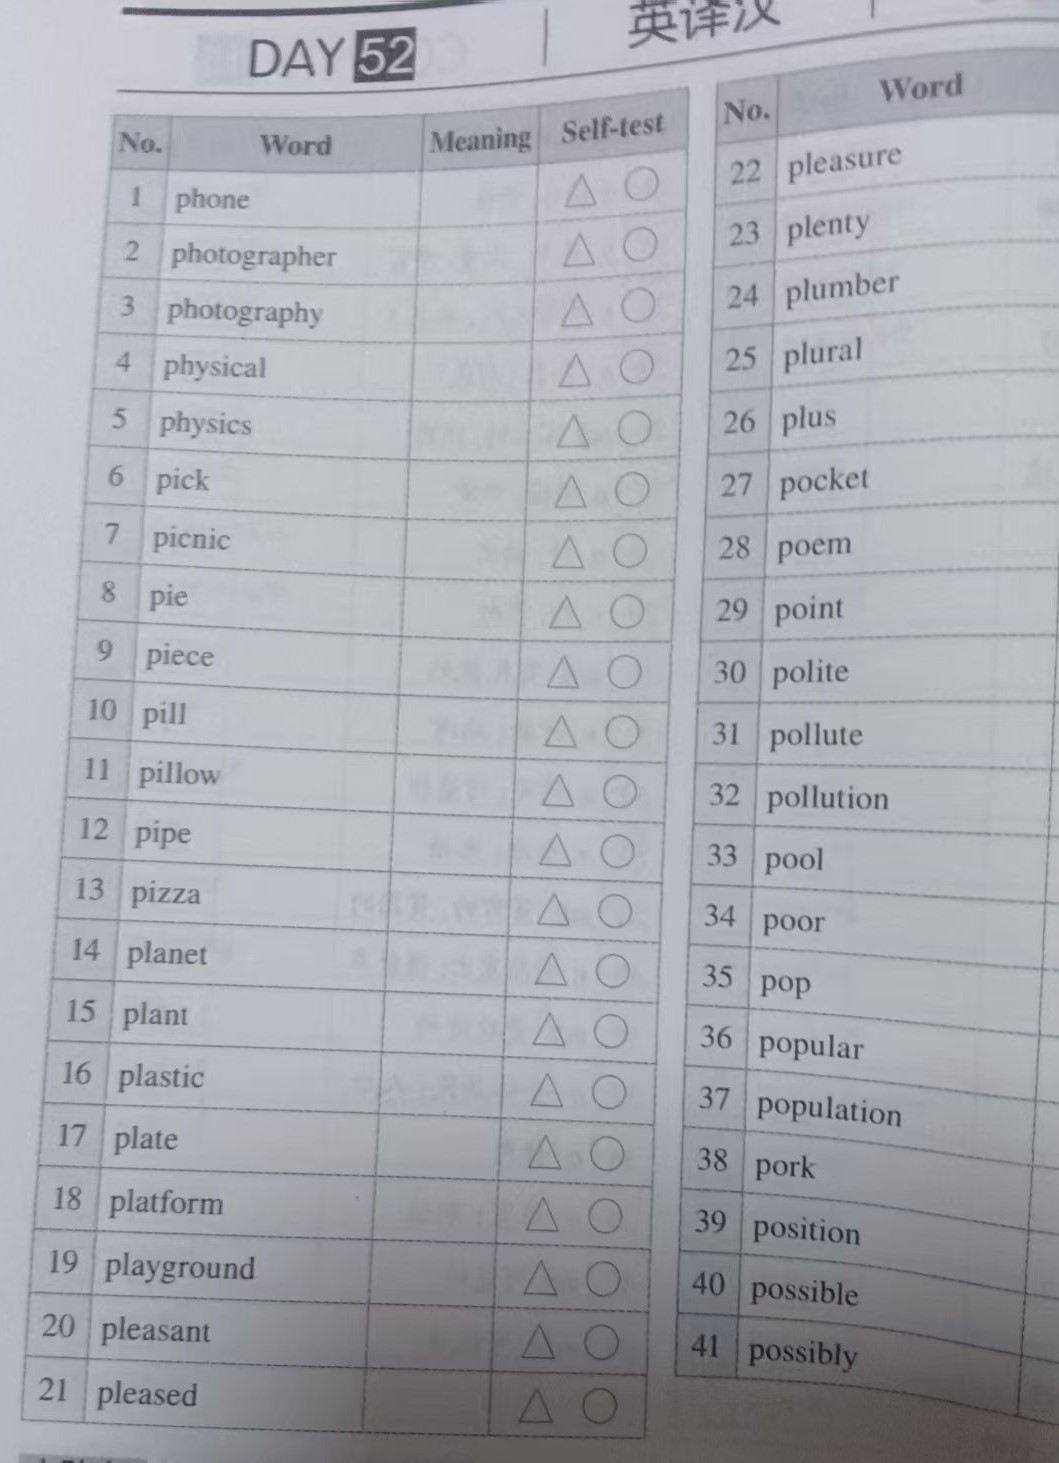 DAY 52
英译汉
No. Word Meaning Self-test
1 phone
2 photographer
3 photography
4 physical
5 physics
6 pick
7 picnic
8 pie
9 piece
10 pill
11 pillow
12 pipe
13 pizza
14 planet
15 plant
16 plastic
17 plate
18 platform
19 playground
20 pleasant
21 pleased
No. Word
22 pleasure
23 plenty
24 plumber
25 plural
26 plus
27 pocket
28 poem
29 point
30 polite
31 pollute
32 pollution
33 pool
34 poor
35 pop
36 popular
37 population
38 pork
39 position
40 possible
41 possibly